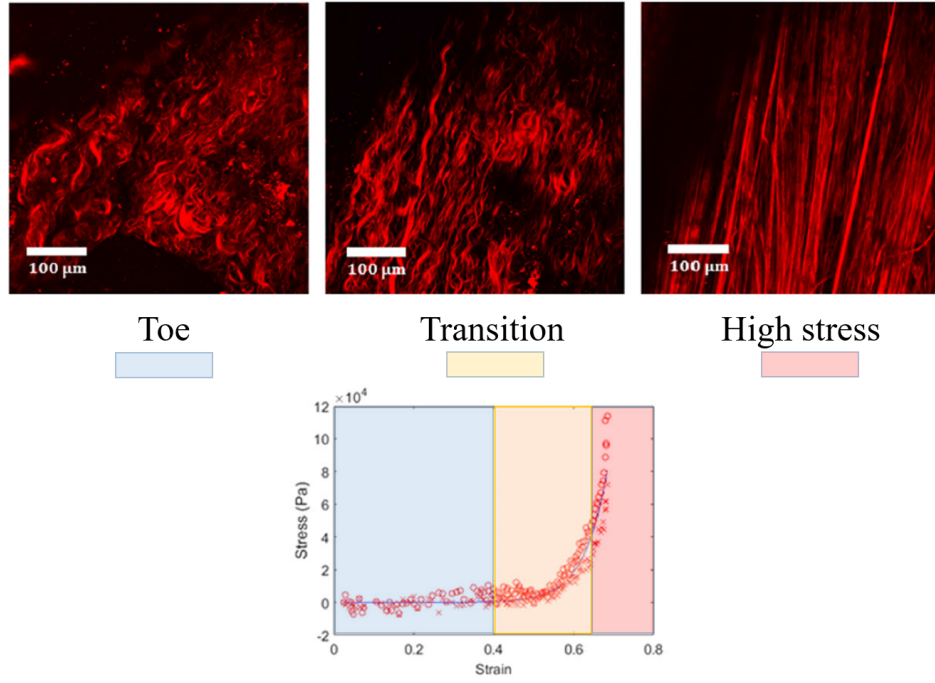 100 µm
100 µm
100 µm
Toe
Transition
High stress
×10⁴
12
10
8
6
4
2
0
-2
Stress (Pa)
0
0.2
0.4
0.6
0.8
Strain